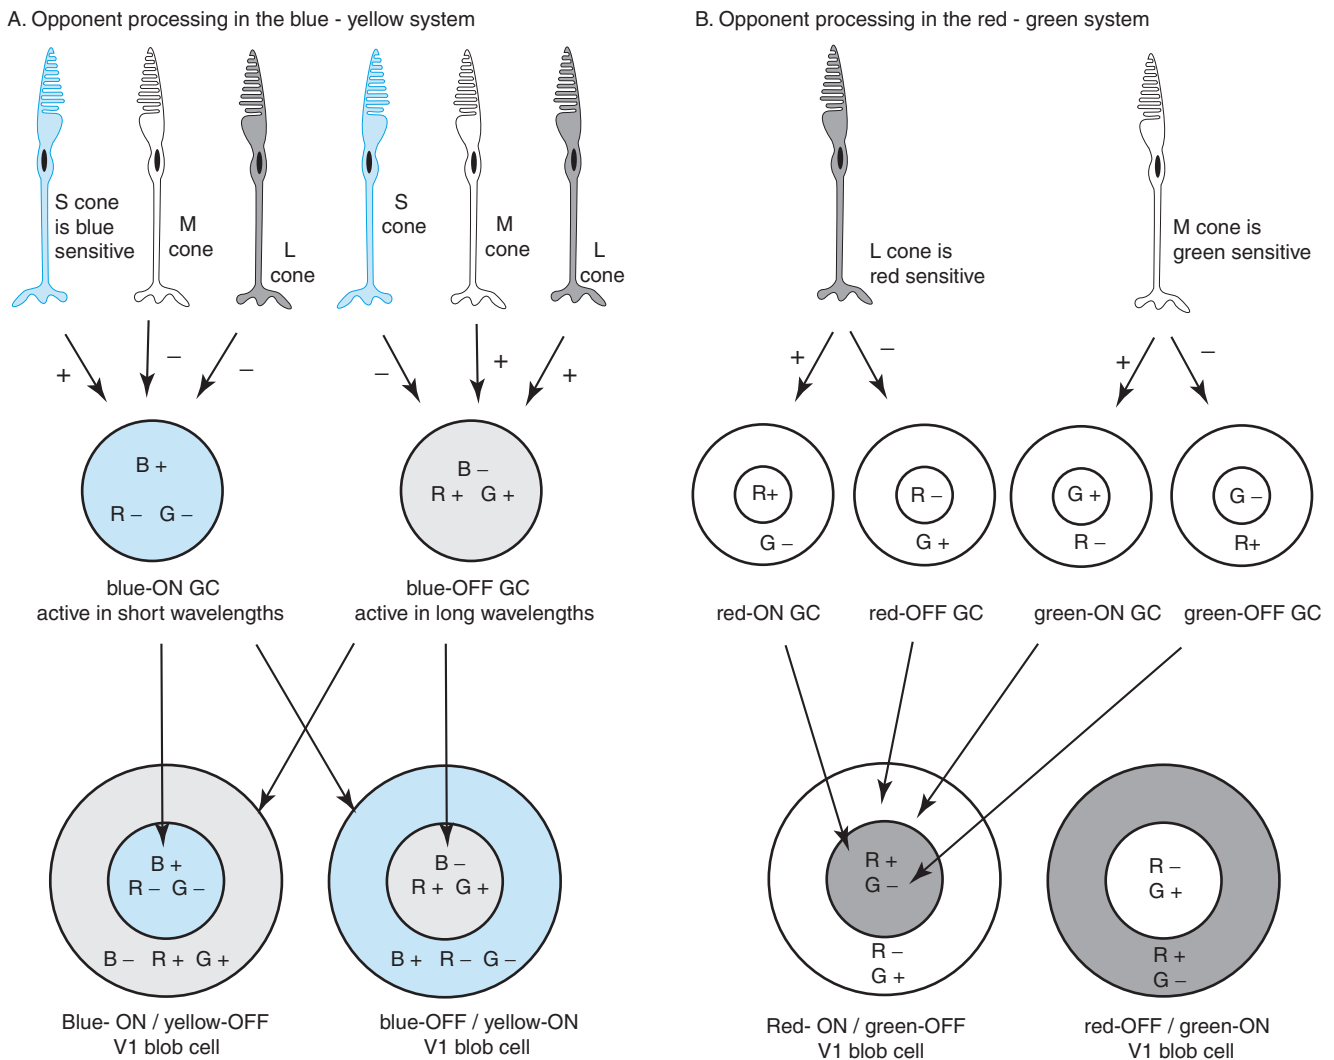 A. Opponent processing in the blue - yellow system
B. Opponent processing in the red - green system
S cone
is blue
sensitive
M
cone
L
cone
S
cone
M
cone
L
cone
L cone is
red sensitive
M cone is
green sensitive
+
–
–
–
+
+
+
–
+
–
B +
R – G –
B –
R + G +
R+
G –
R –
G +
G +
R –
G –
R+
blue-ON GC
active in short wavelengths
blue-OFF GC
active in long wavelengths
red-ON GC
red-OFF GC
green-ON GC
green-OFF GC
B +
R – G –
B – R + G +
B –
R + G +
B + R – G –
R +
G –
R –
G +
R –
G +
R +
G –
Blue- ON / yellow-OFF
V1 blob cell
blue-OFF / yellow-ON
V1 blob cell
Red- ON / green-OFF
V1 blob cell
red-OFF / green-ON
V1 blob cell